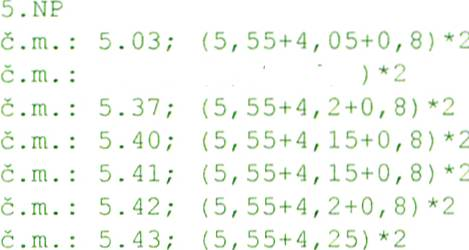 5.NP
č.m.: 5.03; (5,55+4,05+0,8)*2
č.m.: )*2
č.m.: 5.37; (5,55+4,2+0,8)*2
č.m.: 5.40; (5,55+4,15+0,8)*2
č.m.: 5.41; (5,55+4,15+0,8)*2
č.m.: 5.42; (5,55+4,2+0,8)*2
č.m.: 5.43; (5,55+4,25)*2